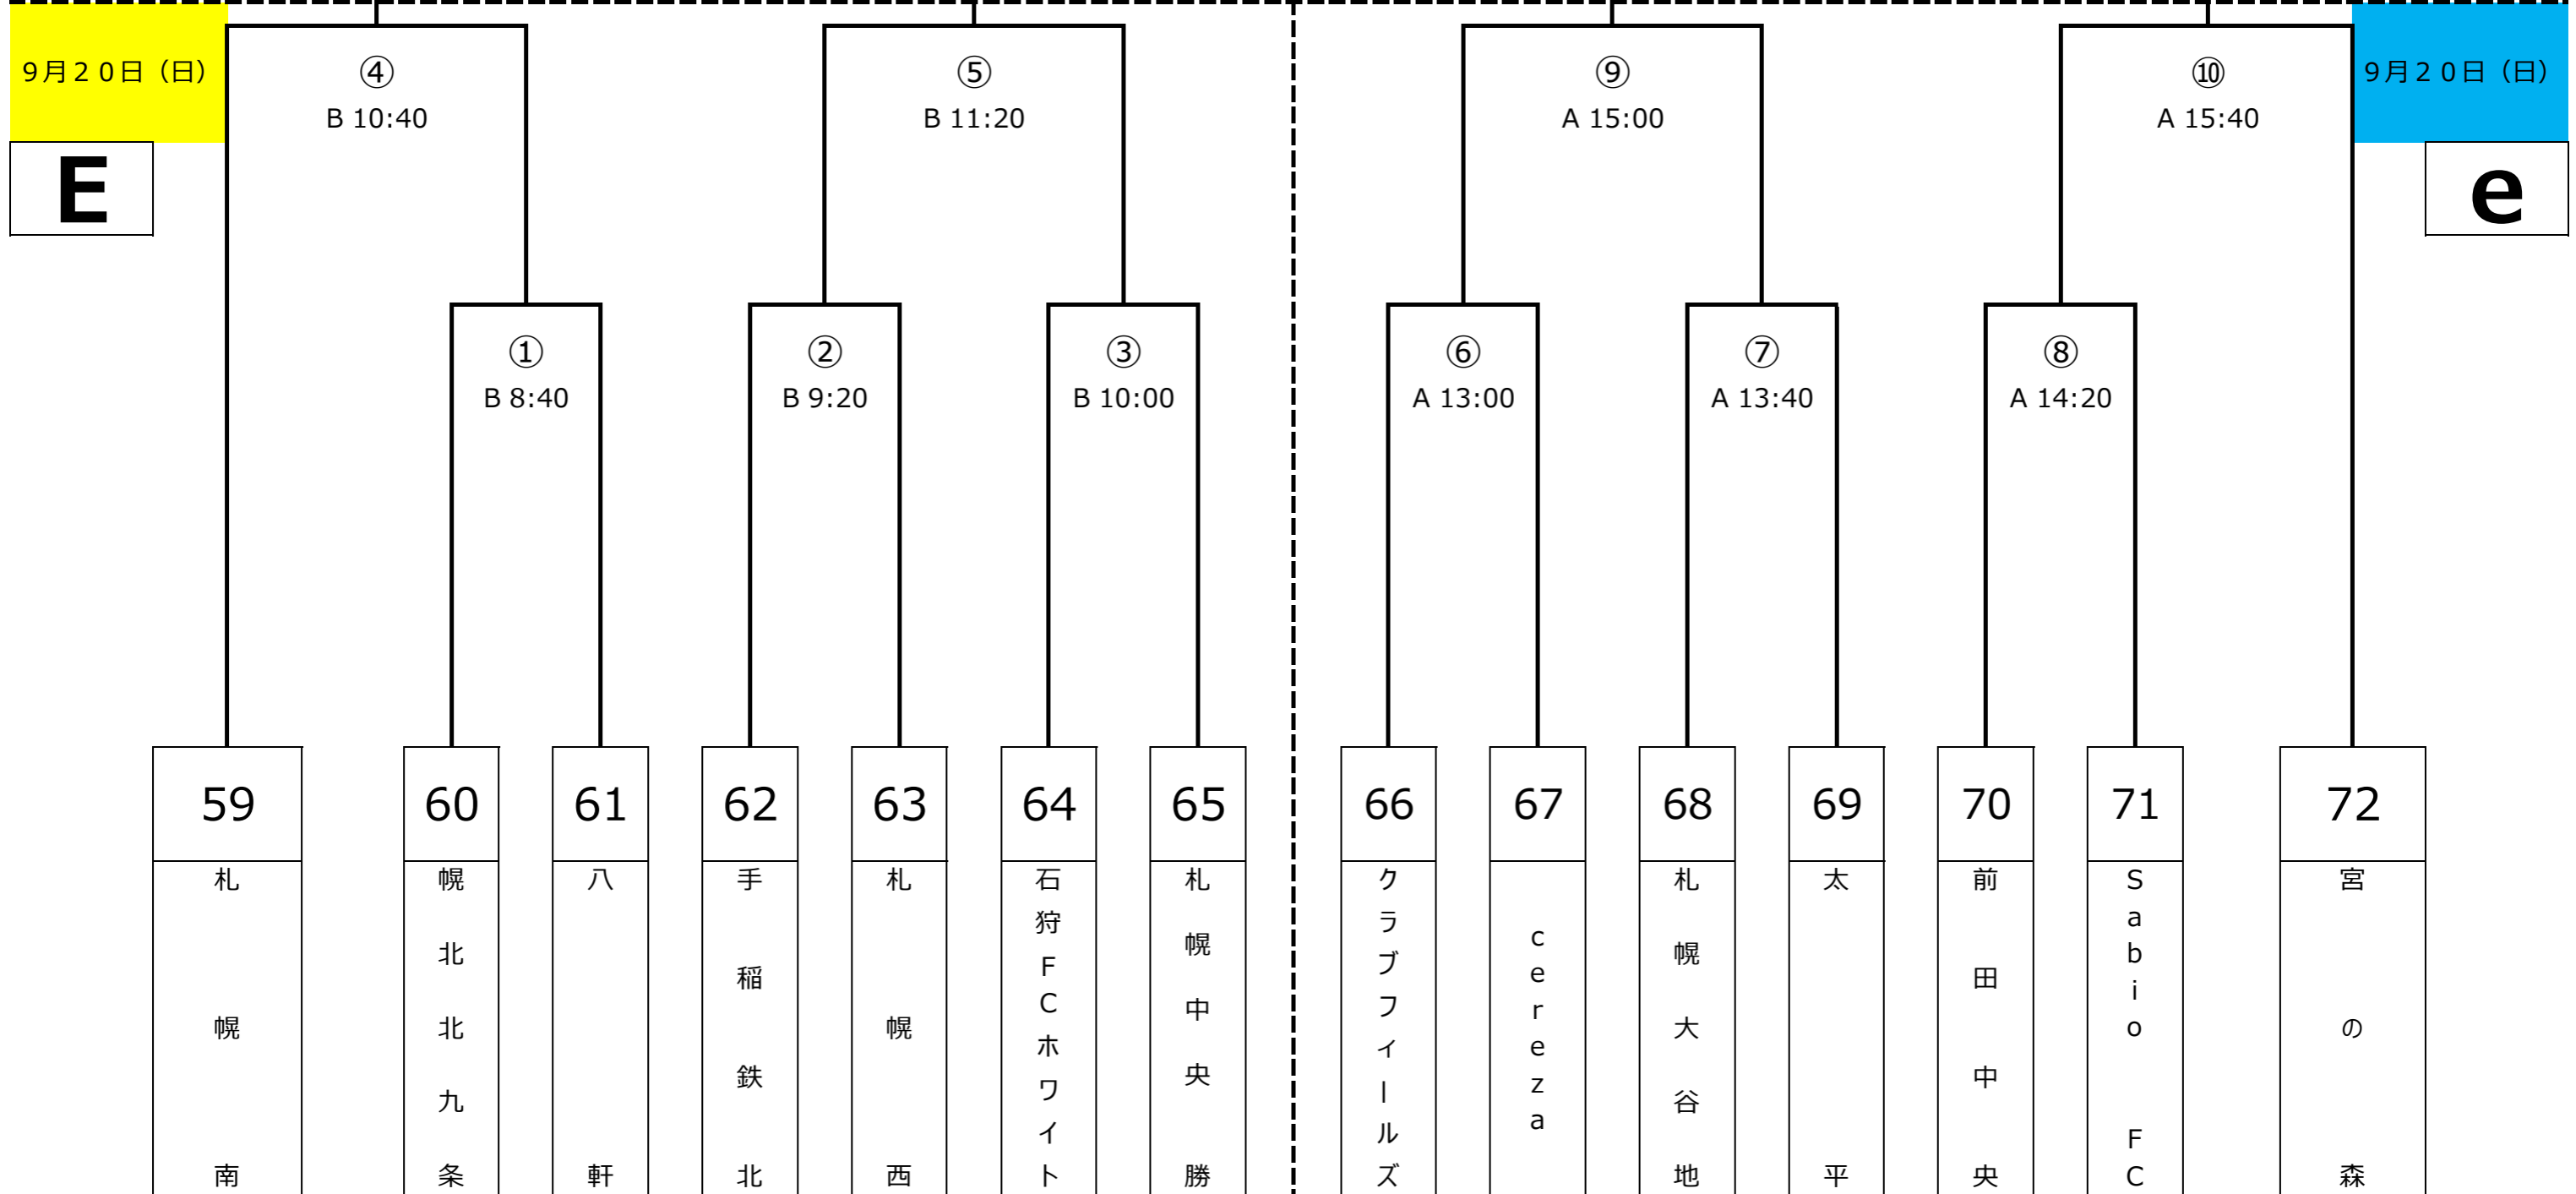 9月２０日（日）
④
B 10:40
⑤
B 11:20
⑨
A 15:00
⑩
A 15:40
9月２０日（日）
E
e
①
B 8:40
②
B 9:20
③
B 10:00
⑥
A 13:00
⑦
A 13:40
⑧
A 14:20
59
60
61
62
63
64
65
66
67
68
69
70
71
72
札幌南
幌北北九条
八軒
手稲鉄北
札幌西
石狩FCホワイト
札幌中央勝
クラブフィールズ
cereza
札幌大谷地
太平
前田中央
Sabio FC
宮の森